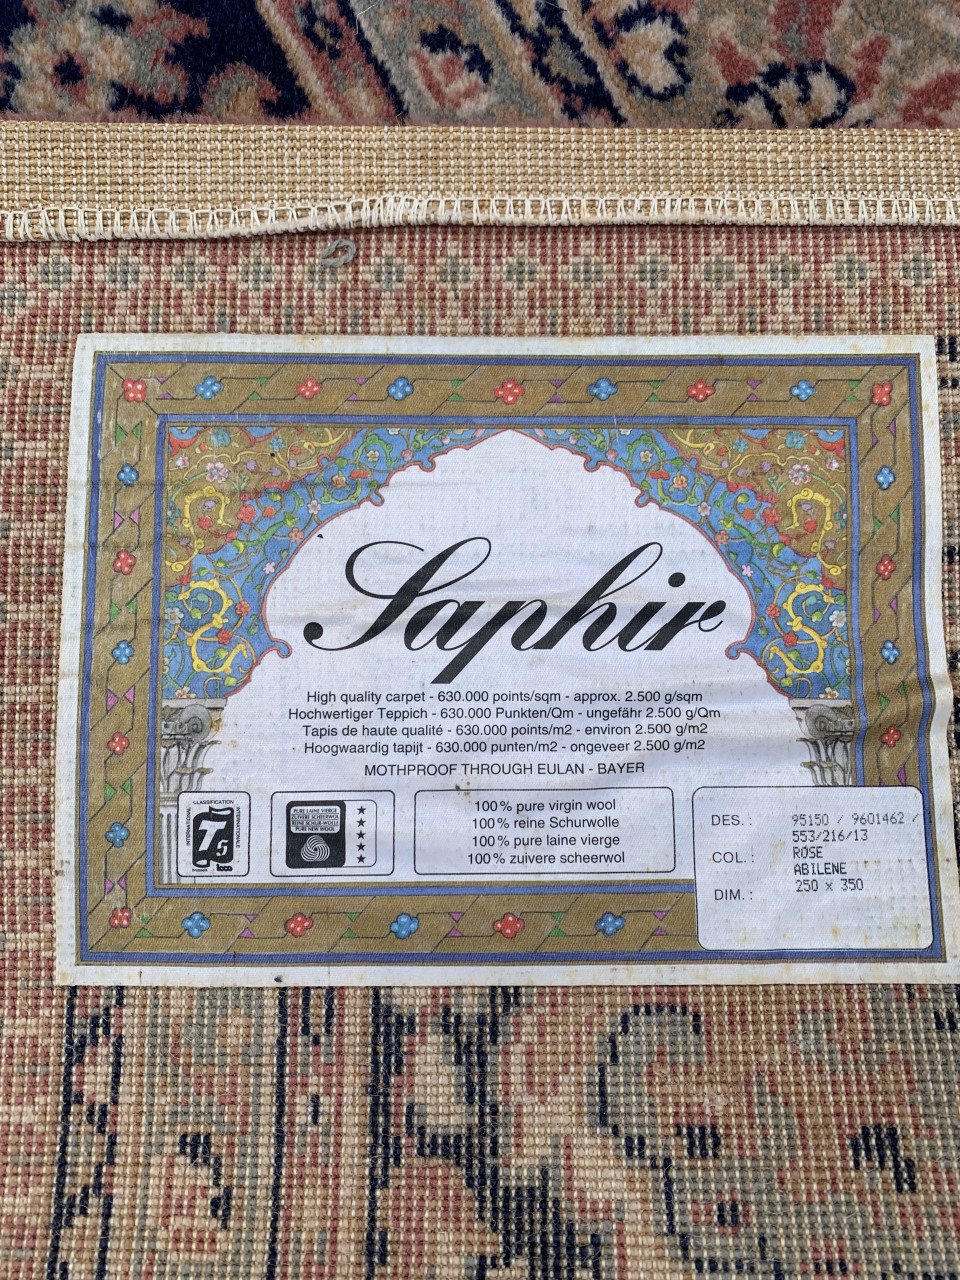 Saphir
High quality carpet - 630.000 points/sqm - approx. 2.500 g/sqm
Hochwertiger Teppich - 630.000 Punkten/Qm - ungefähr 2.500 g/Qm
Tapis de haute qualité - 630.000 points/m2 - environ 2.500 g/m2
Hoogwaardig tapijt - 630.000 punten/m2 - ongeveer 2.500 g/m2
MOTHPROOF THROUGH EULAN - BAYER
CLASSIFICATION
INTERNATIONAL
INTERNATIONALE
T5
PURE LAINE VIERGE
ZUIVERE SCHEERWOL
REINE SCHURWOLLE
PURE NEW WOOL
100% pure virgin wool
100% reine Schurwolle
100% pure laine vierge
100% zuivere scheerwol
DES. : 95150 / 9601462 /
553/216/13
COL. : ROSE
ABILENE
DIM. : 250 x 350